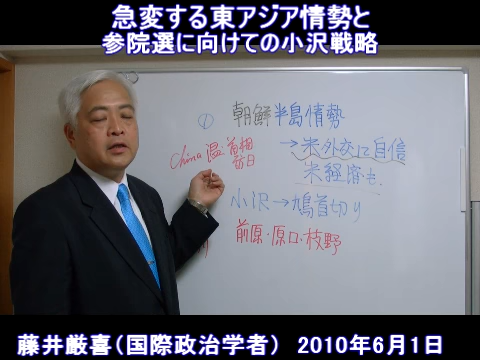 急変する東アジア情勢と
参院選に向けての小沢戦略
① 朝鮮半島情勢
China 温首相訪日
→米外交に自信
米経済も.
小沢→鳩首切り
前原・原口・枝野
藤井厳喜(国際政治学者) 2010年6月1日